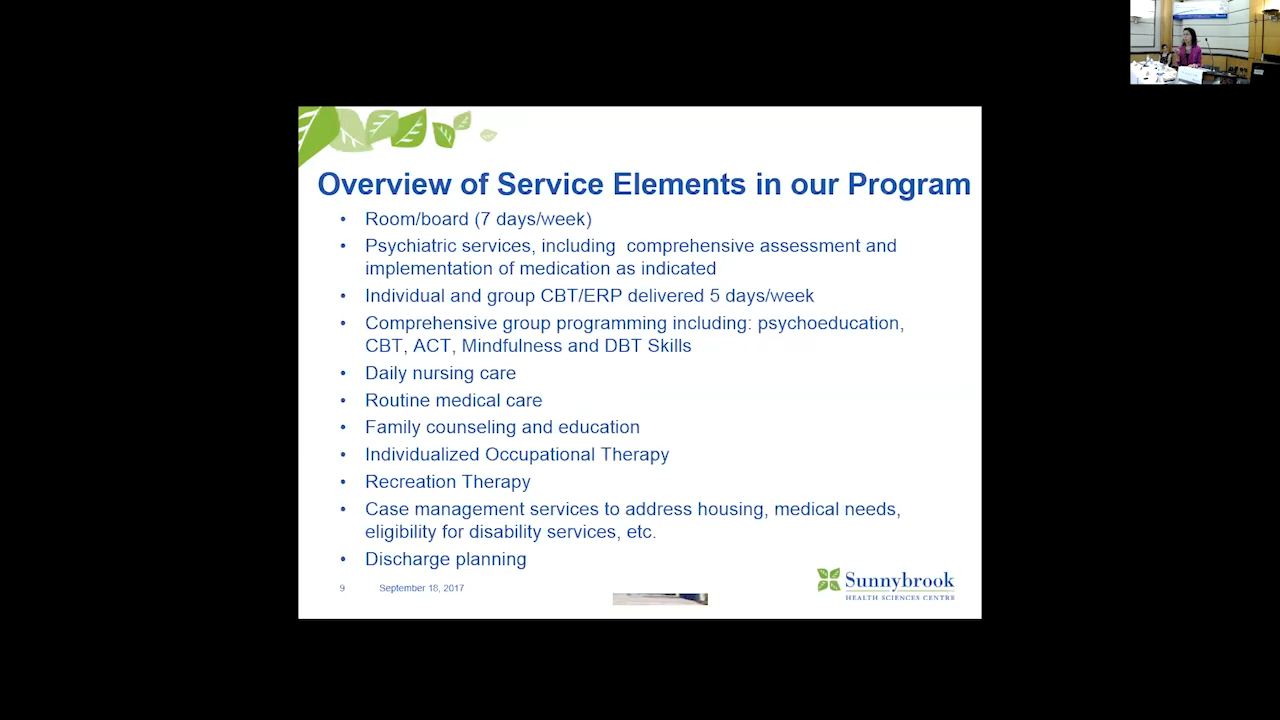 Overview of Service Elements in our Program
• Room/board (7 days/week)
• Psychiatric services, including comprehensive assessment and
implementation of medication as indicated
• Individual and group CBT/ERP delivered 5 days/week
• Comprehensive group programming including: psychoeducation,
CBT, ACT, Mindfulness and DBT Skills
• Daily nursing care
• Routine medical care
• Family counseling and education
• Individualized Occupational Therapy
• Recreation Therapy
• Case management services to address housing, medical needs,
eligibility for disability services, etc.
• Discharge planning
9 September 18, 2017
Sunnybrook
HEALTH SCIENCES CENTRE